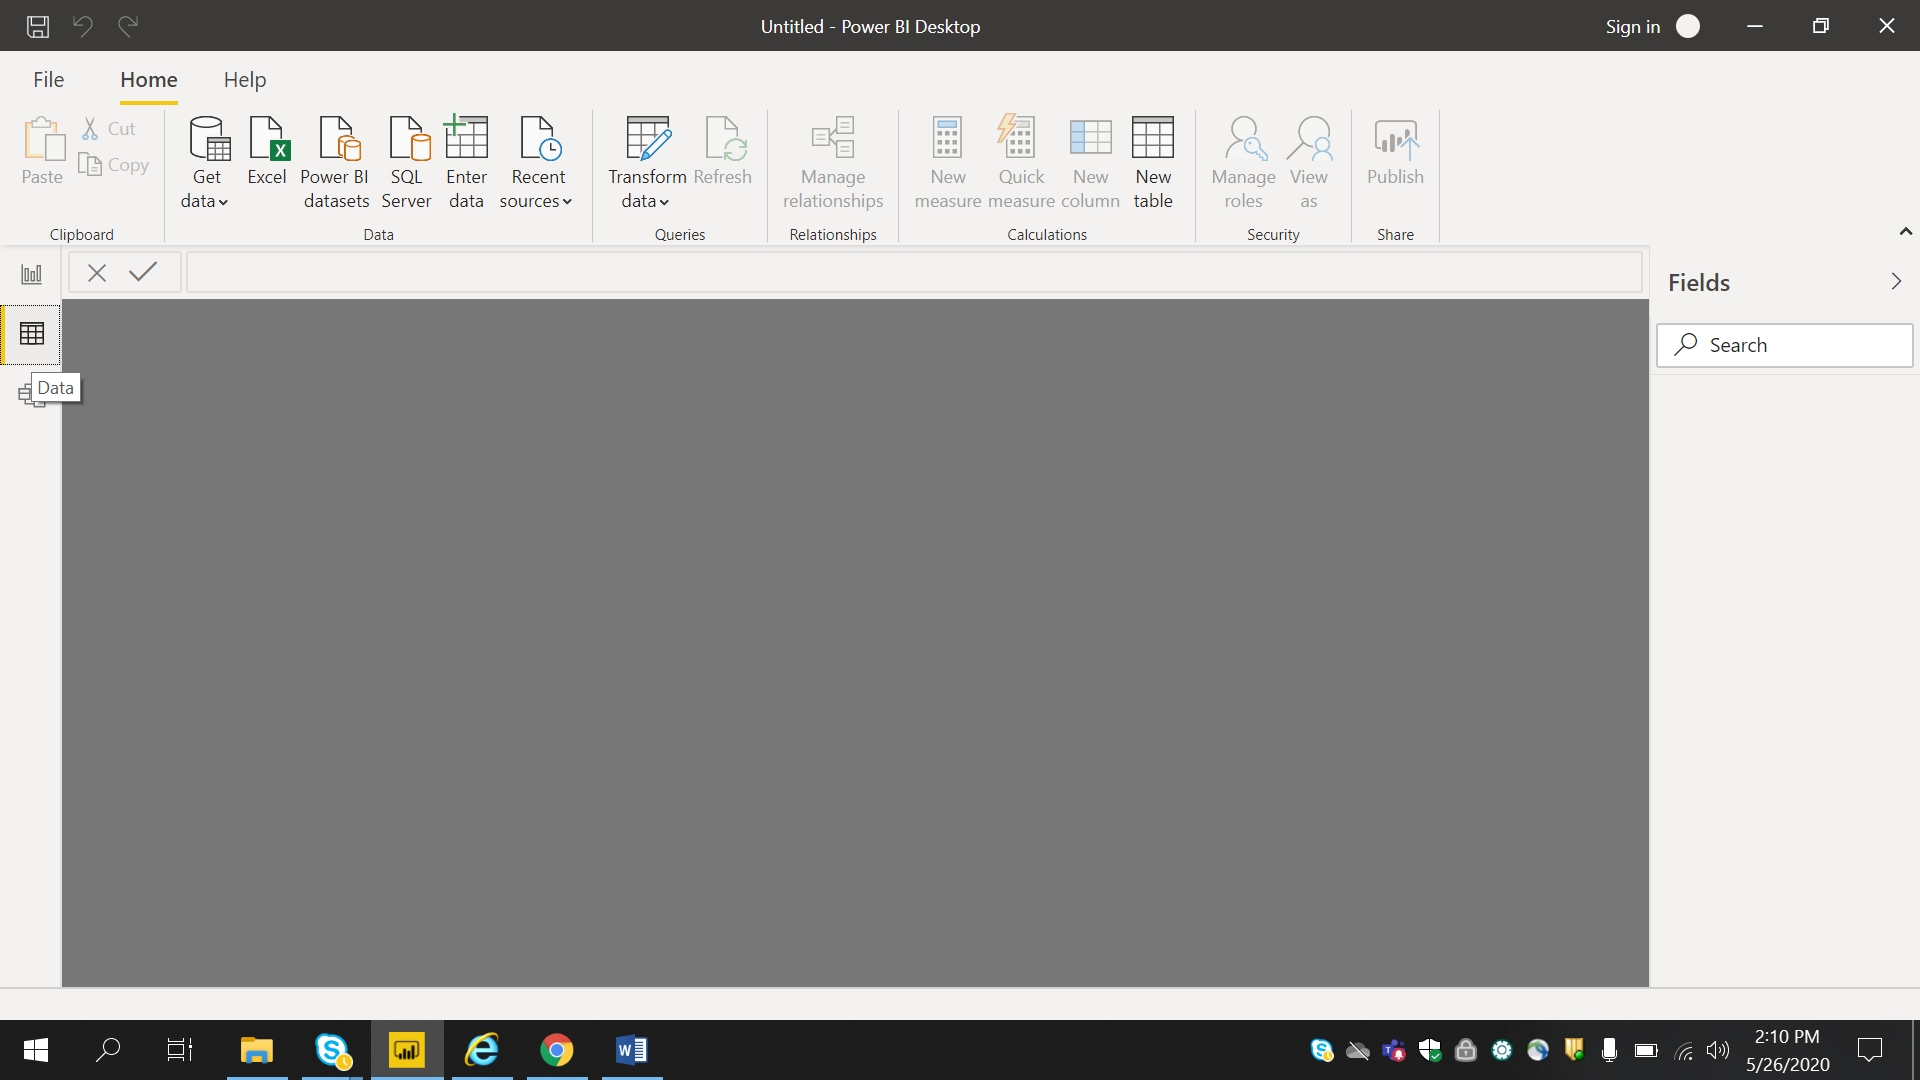 Untitled - Power BI Desktop
Sign in
File Home Help
Paste
Cut
Copy
Clipboard
Get data
Excel
Power BI datasets
SQL Server
Enter data
Recent sources
Data
Transform data
Refresh
Queries
Manage relationships
Relationships
New measure
Quick measure
New column
New table
Calculations
Manage roles
View as
Security
Publish
Share
Fields
Search
Data
2:10 PM
5/26/2020